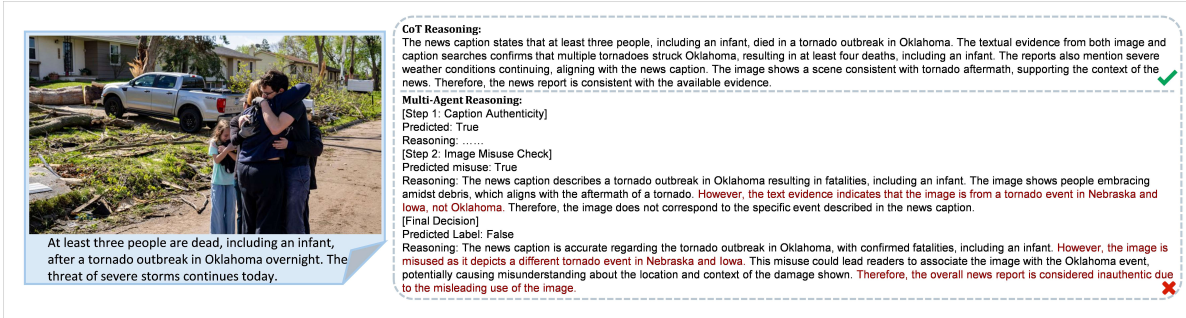 At least three people are dead, including an infant,
after a tornado outbreak in Oklahoma overnight. The
threat of severe storms continues today.
CoT Reasoning:
The news caption states that at least three people, including an infant, died in a tornado outbreak in Oklahoma. The textual evidence from both image and
caption searches confirms that multiple tornadoes struck Oklahoma, resulting in at least four deaths, including an infant. The reports also mention severe
weather conditions continuing, aligning with the news caption. The image shows a scene consistent with tornado aftermath, supporting the context of the
news. Therefore, the news report is consistent with the available evidence.
Multi-Agent Reasoning:
[Step 1: Caption Authenticity]
Predicted: True
Reasoning: ……
[Step 2: Image Misuse Check]
Predicted misuse: True
Reasoning: The news caption describes a tornado outbreak in Oklahoma resulting in fatalities, including an infant. The image shows people embracing
amidst debris, which aligns with the aftermath of a tornado. However, the text evidence indicates that the image is from a tornado event in Nebraska and
Iowa, not Oklahoma. Therefore, the image does not correspond to the specific event described in the news caption.
[Final Decision]
Predicted Label: False
Reasoning: The news caption is accurate regarding the tornado outbreak in Oklahoma, with confirmed fatalities, including an infant. However, the image is
misused as it depicts a different tornado event in Nebraska and Iowa. This misuse could lead readers to associate the image with the Oklahoma event,
potentially causing misunderstanding about the location and context of the damage shown. Therefore, the overall news report is considered inauthentic due
to the misleading use of the image.